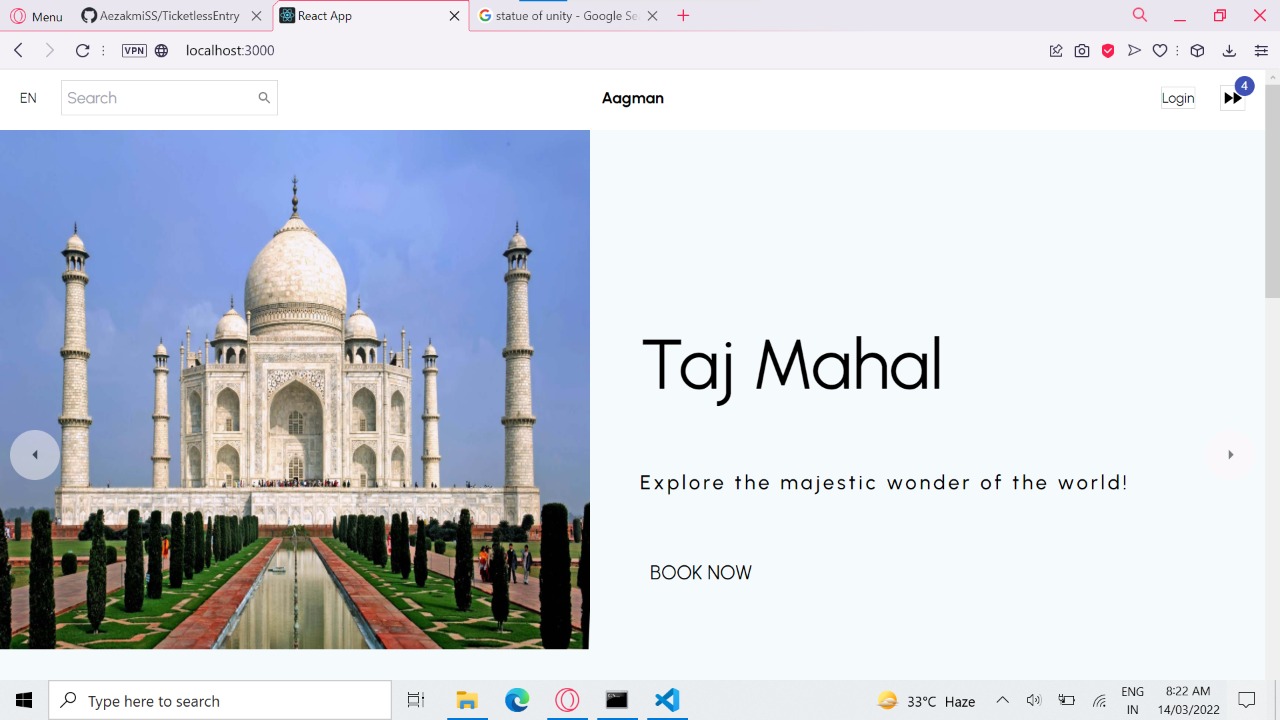 Menu
AezakmiSS/TicketlessEntry
React App
statue of unity - Google Se
VPN
localhost:3000
EN
Search
Aagman
Login
4
Taj Mahal
Explore the majestic wonder of the world!
BOOK NOW
Type here to search
33°C Haze
ENG
IN
:22 AM
14/03/2022